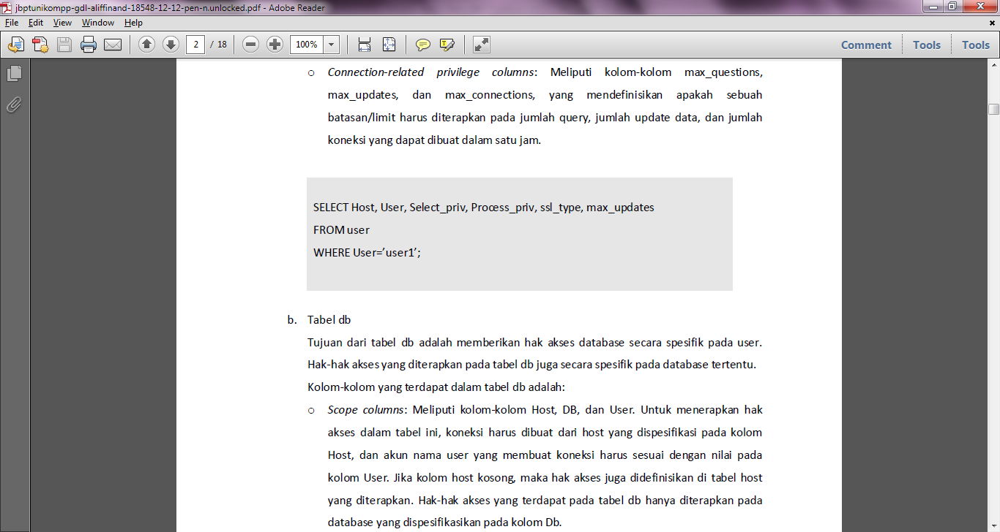 jbptunikompp-gdl-aliffinand-18548-12-12-pen-n.unlocked.pdf - Adobe Reader
File Edit View Window Help
2 / 18 100% Comment Tools Tools
o Connection-related privilege columns: Meliputi kolom-kolom max_questions,
max_updates, dan max_connections, yang mendefinisikan apakah sebuah
batasan/limit harus diterapkan pada jumlah query, jumlah update data, dan jumlah
koneksi yang dapat dibuat dalam satu jam.
SELECT Host, User, Select_priv, Process_priv, ssl_type, max_updates
FROM user
WHERE User=’user1’;
b. Tabel db
Tujuan dari tabel db adalah memberikan hak akses database secara spesifik pada user.
Hak-hak akses yang diterapkan pada tabel db juga secara spesifik pada database tertentu.
Kolom-kolom yang terdapat dalam tabel db adalah:
o Scope columns: Meliputi kolom-kolom Host, DB, dan User. Untuk menerapkan hak
akses dalam tabel ini, koneksi harus dibuat dari host yang dispesifikasi pada kolom
Host, dan akun nama user yang membuat koneksi harus sesuai dengan nilai pada
kolom User. Jika kolom host kosong, maka hak akses juga didefinisikan di tabel host
yang diterapkan. Hak-hak akses yang terdapat pada tabel db hanya diterapkan pada
database yang dispesifikasikan pada kolom Db.